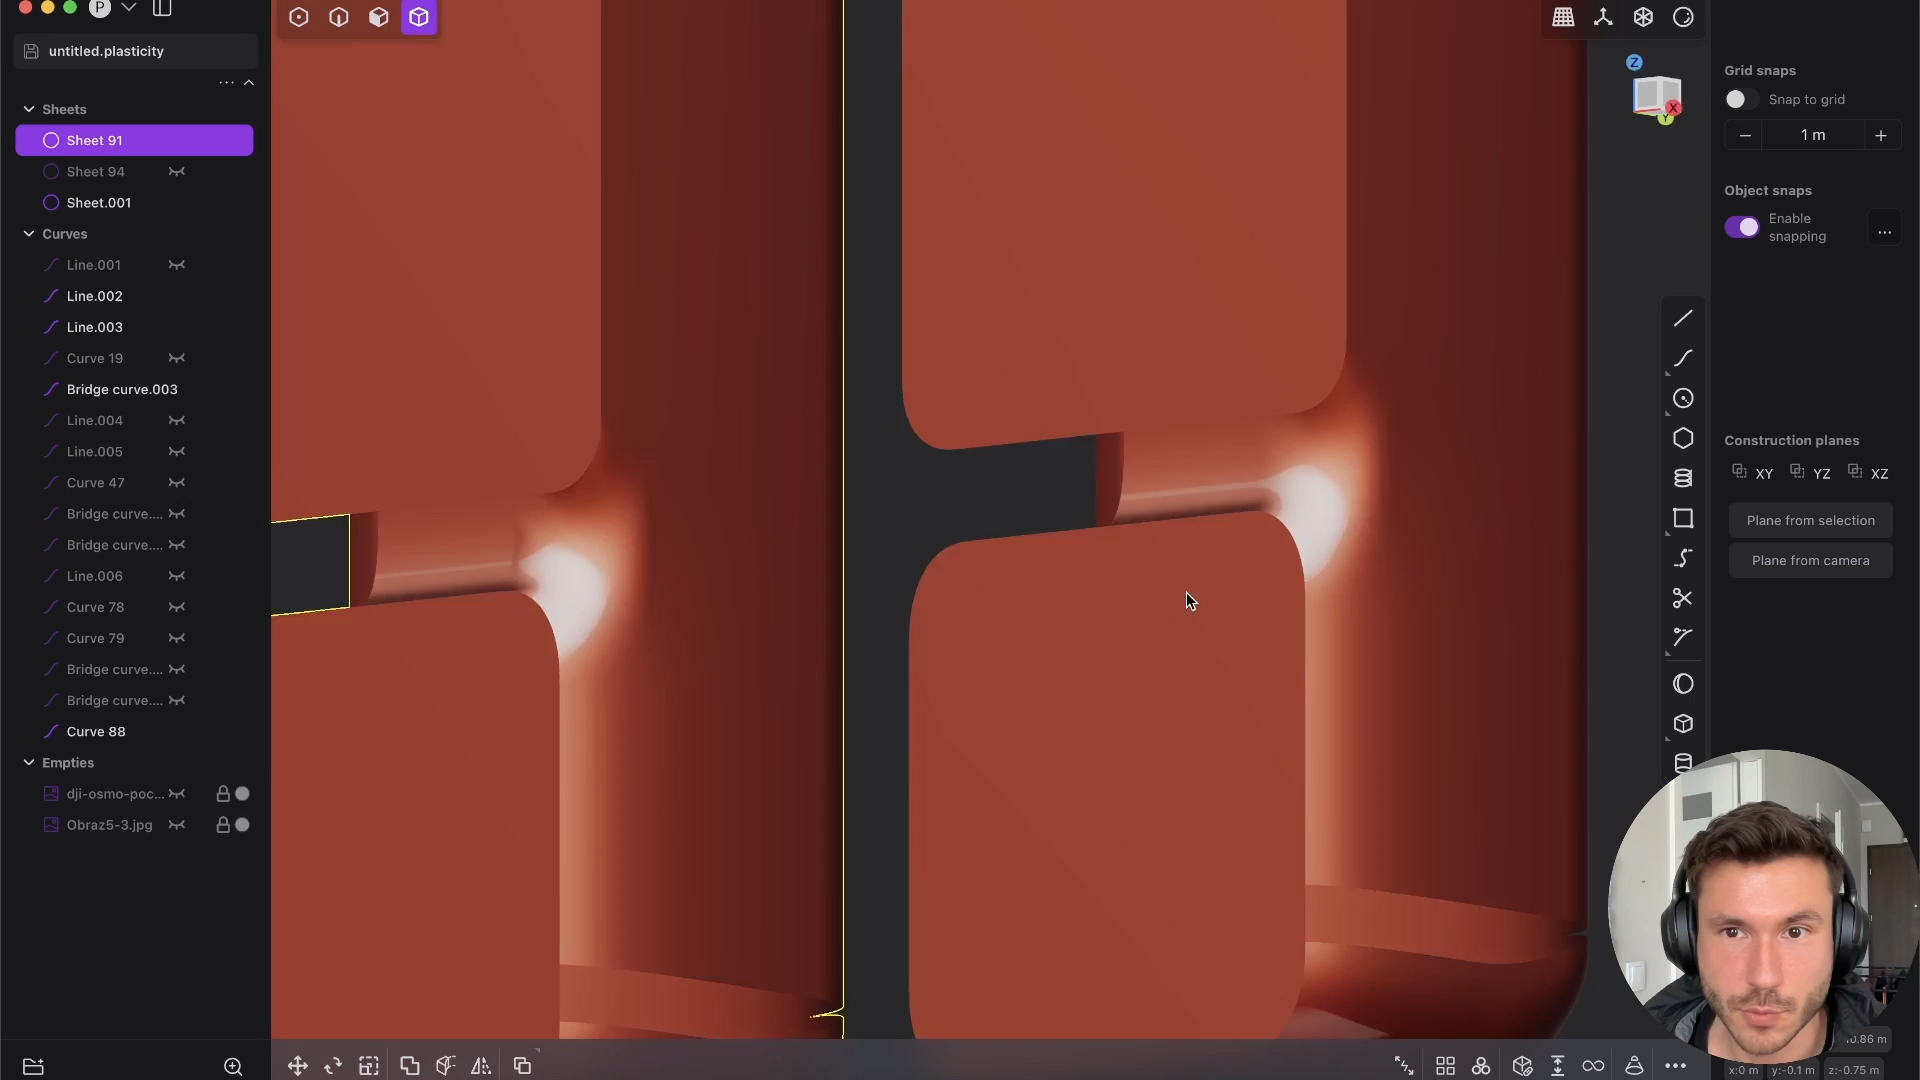 P
untitled.plasticity
Sheets
Sheet 91
Sheet 94
Sheet.001
Curves
Line.001
Line.002
Line.003
Curve 19
Bridge curve.003
Line.004
Line.005
Curve 47
Bridge curve....
Bridge curve....
Line.006
Curve 78
Curve 79
Bridge curve....
Bridge curve....
Curve 88
Empties
dji-osmo-poc...
Obraz5-3.jpg
Z
X
Y
Grid snaps
Snap to grid
1 m
Object snaps
Enable
snapping
Construction planes
XY YZ XZ
Plane from selection
Plane from camera
x:0 m y:-0.1 m z:-0.75 m